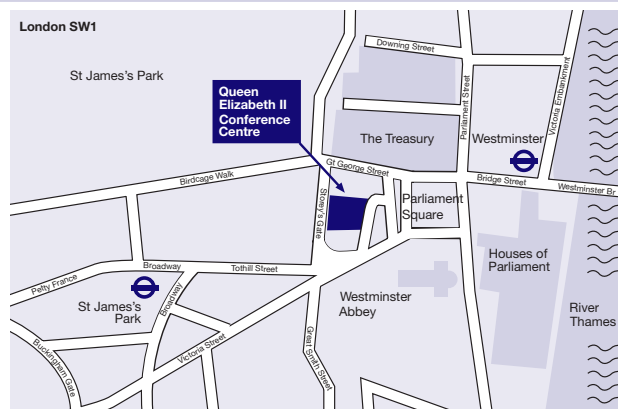 London SW1
Downing Street
St James's Park
Queen
Elizabeth II
Conference
Centre
Parliament Street
Victoria Embankment
The Treasury
Westminster
Gt George Street
Birdcage Walk
Bridge Street
Westminster Br
Storey's Gate
Parliament
Square
Houses of
Parliament
Broadway
Tothill Street
Petty France
St James's
Park
Broadway
Westminster
Abbey
River
Thames
Victoria Street
Great Smith Street
Buckingham Gate